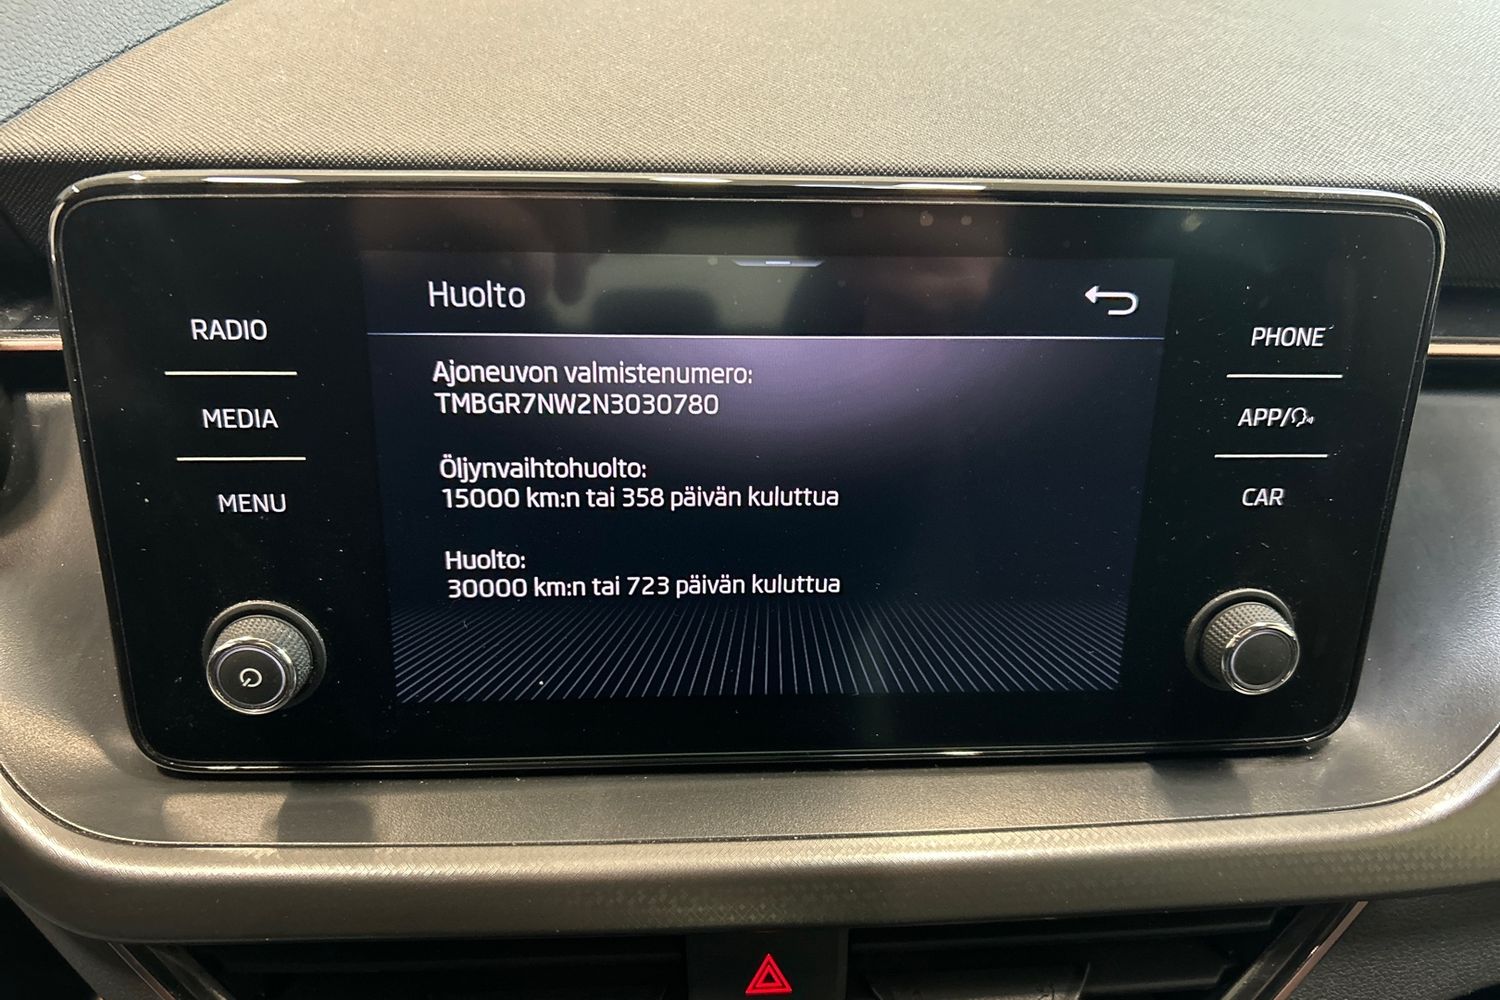 Huolto
RADIO
MEDIA
MENU
Ajoneuvon valmistenumero:
TMBGR7NW2N3030780
Öljynvaihtohuolto:
15000 km:n tai 358 päivän kuluttua
Huolto:
30000 km:n tai 723 päivän kuluttua
PHONE
APP/
CAR